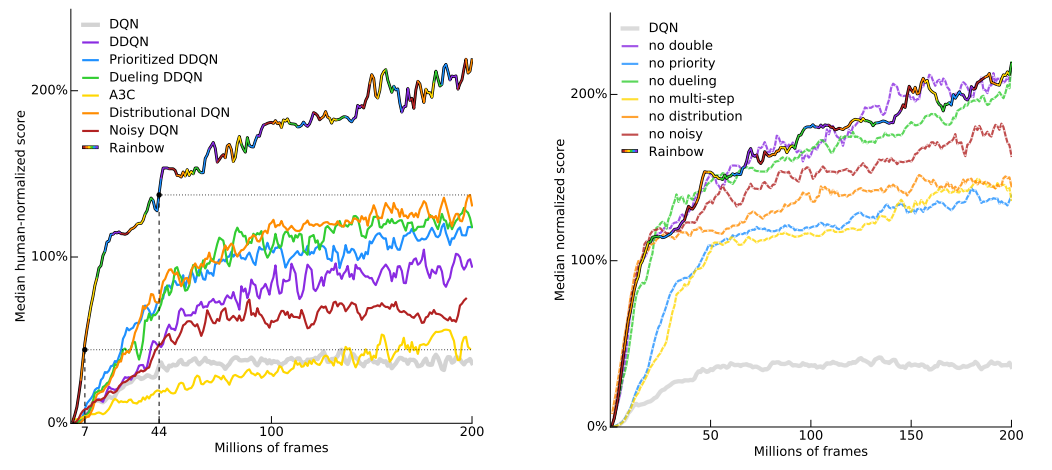 DQN
DDQN
Prioritized DDQN
Dueling DDQN
A3C
Distributional DQN
Noisy DQN
Rainbow
Median human-normalized score
200%
100%
0%
7
44
100
200
Millions of frames
DQN
no double
no priority
no dueling
no multi-step
no distribution
no noisy
Rainbow
Median normalized score
200%
100%
0%
50
100
150
200
Millions of frames